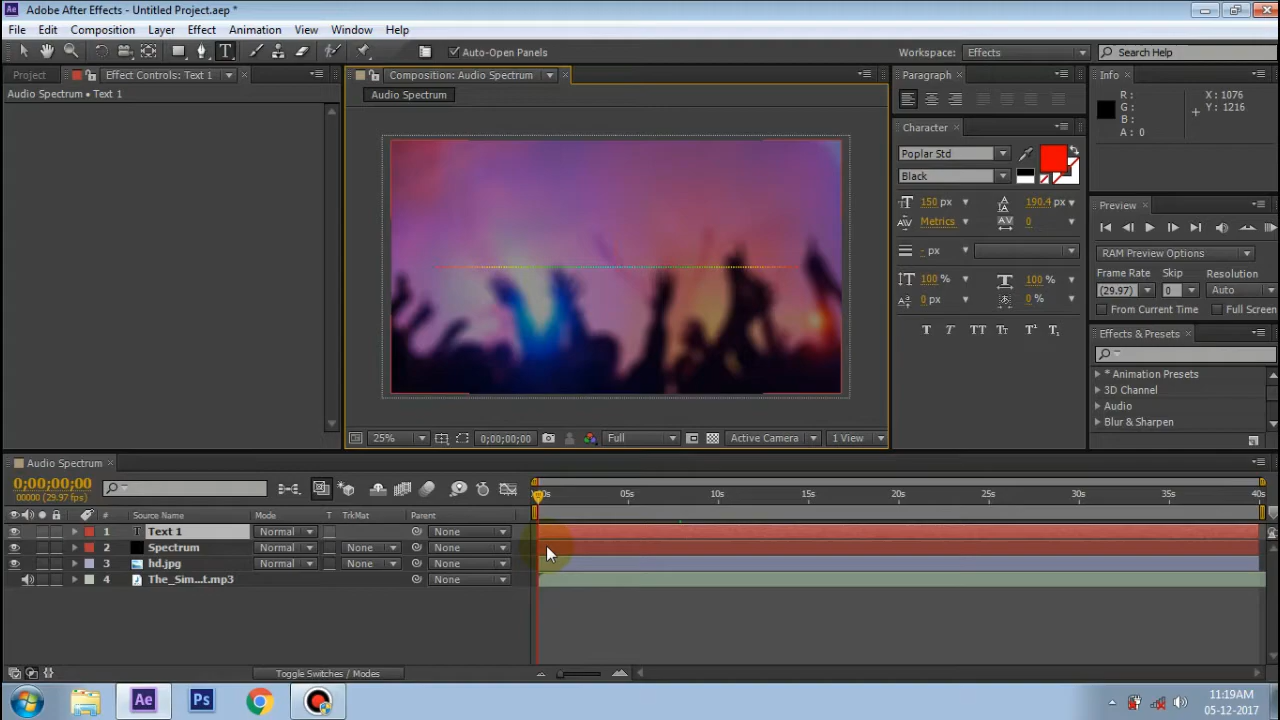 Ae Adobe After Effects - Untitled Project.aep *
File Edit Composition Layer Effect Animation View Window Help
T Auto-Open Panels Workspace: Effects Search Help
Project Effect Controls: Text 1 Composition: Audio Spectrum Paragraph Info
Audio Spectrum • Text 1 Audio Spectrum
R: X: 1076
G: Y: 1216
B:
A: 0
Character
Poplar Std
Black
150 px 190.4 px
Metrics 0
- px
100 % 100 %
0 px 0 %
T T TT Tr T¹ T₁
Preview
RAM Preview Options
Frame Rate Skip Resolution
(29.97) 0 Auto
From Current Time Full Screen
Effects & Presets
* Animation Presets
3D Channel
Audio
Blur & Sharpen
25% 0;00;00;00 Full Active Camera 1 View
Audio Spectrum
0;00;00;00
00000 (29.97 fps)
05s 10s 15s 20s 25s 30s 35s 40s
# Source Name Mode T TrkMat Parent
1 T Text 1 Normal None
2 Spectrum Normal None None
3 hd.jpg Normal None None
4 The_Sim...t.mp3 None
Toggle Switches / Modes
Ae Ps
11:19AM
05-12-2017